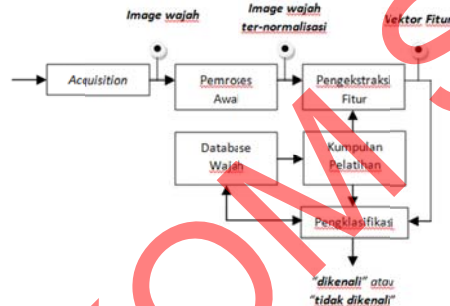 Image wajah
Image wajah
ter-normalisasi
Vektor Fitur
Acquisition
Pemroses
Awal
Pengekstraksi
Fitur
Database
Wajah
Kumpulan
Pelatihan
Pengklasifikasi
"dikenali" atau
"tidak dikenali"